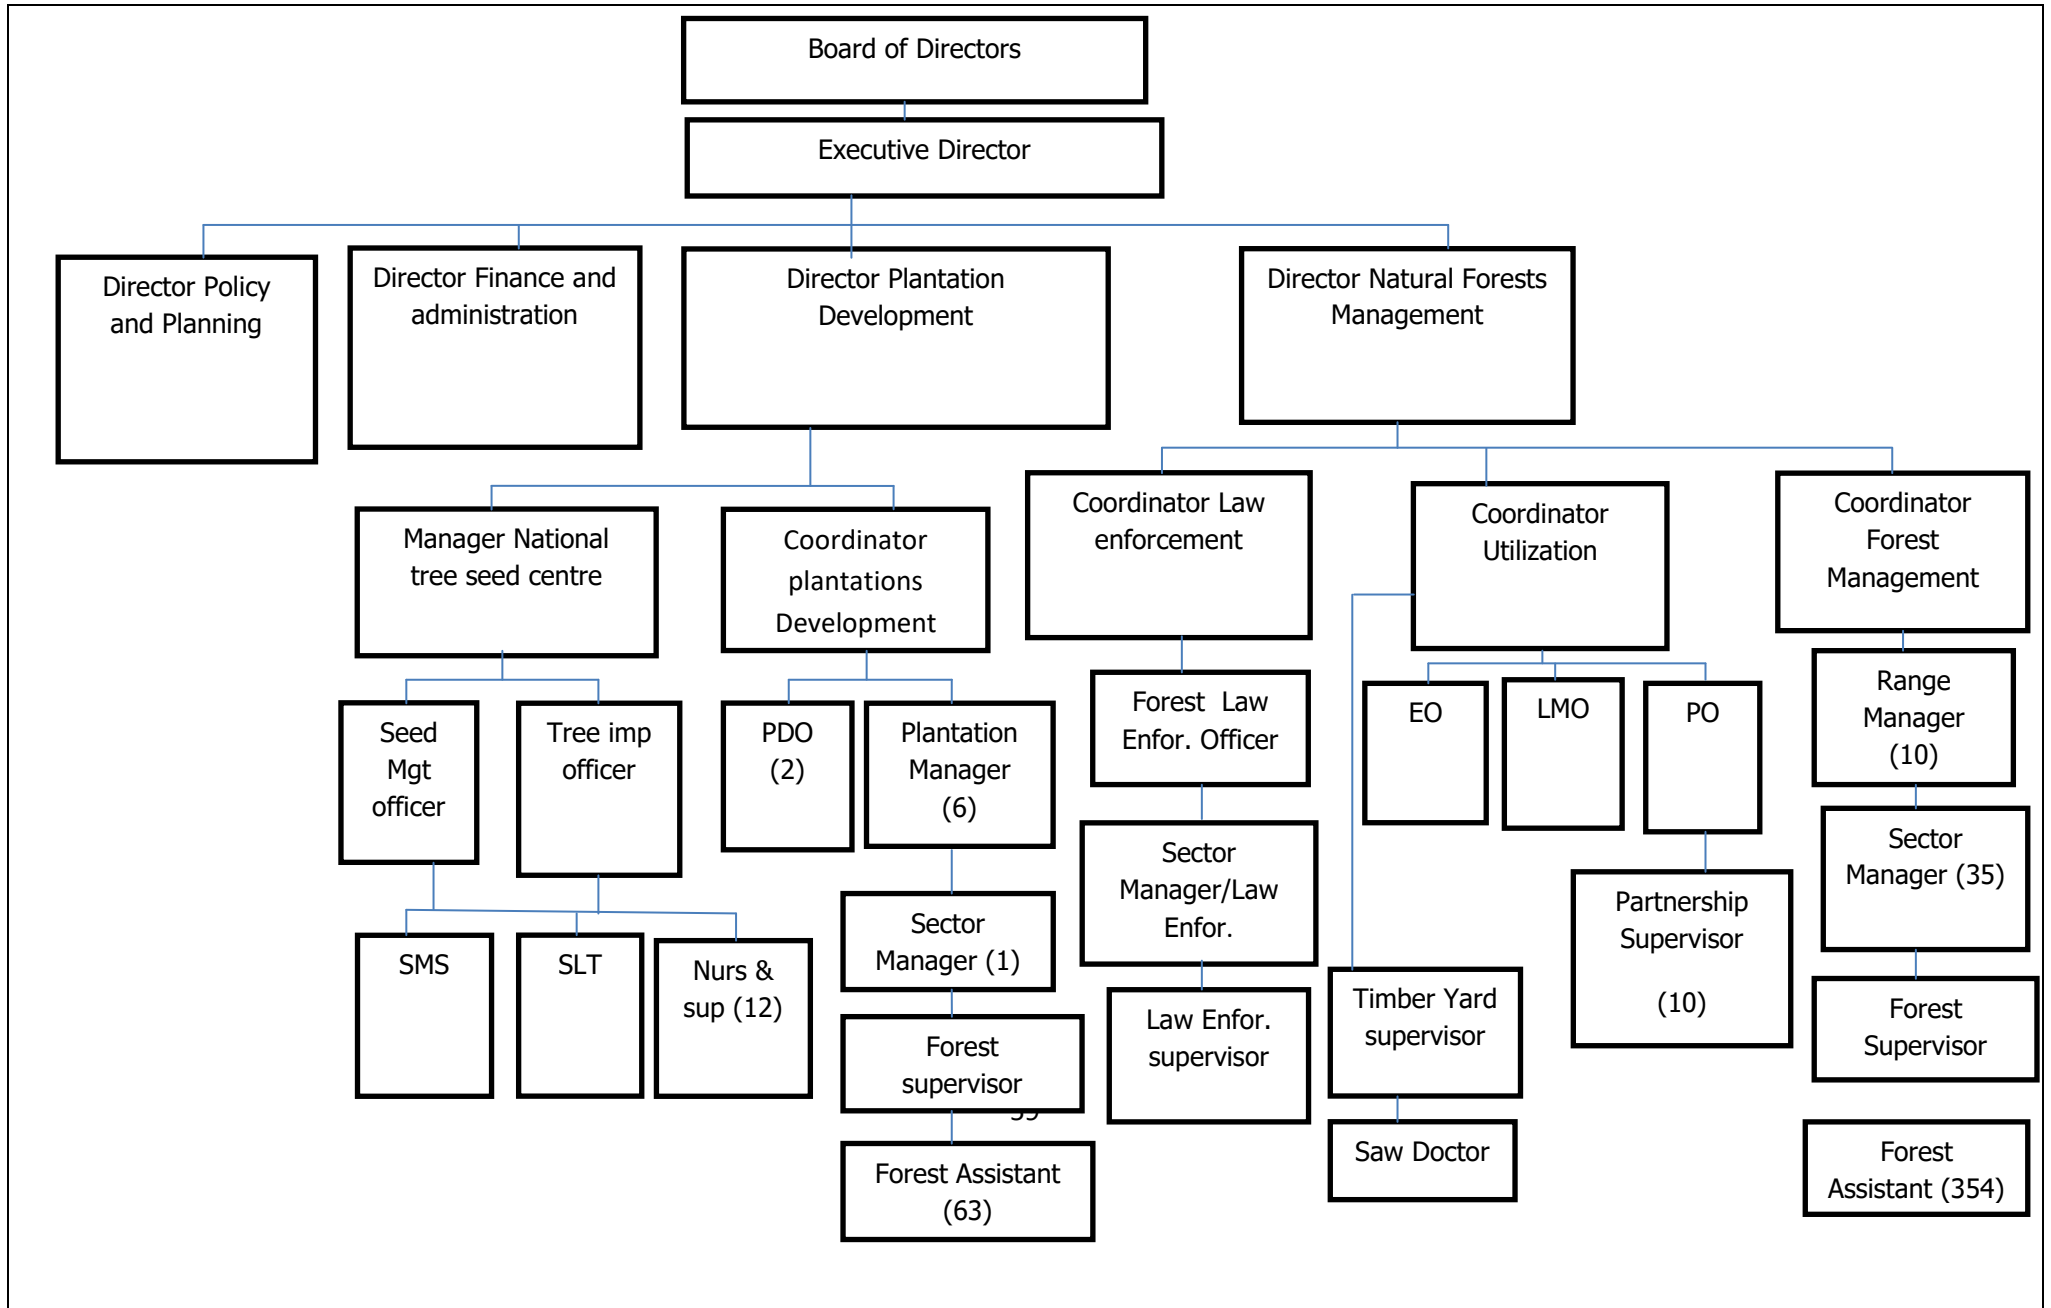 Board of Directors
Executive Director
Director Policy
and Planning
Director Finance and
administration
Director Plantation
Development
Director Natural Forests
Management
Manager National
tree seed centre
Coordinator
plantations
Development
Coordinator Law
enforcement
Coordinator
Utilization
Coordinator
Forest
Management
Seed
Mgt
officer
Tree imp
officer
PDO
(2)
Plantation
Manager
(6)
Forest  Law
Enfor. Officer
EO
LMO
PO
Range
Manager
(10)
SMS
SLT
Nurs &
sup (12)
Sector
Manager (1)
Sector
Manager/Law
Enfor.
Partnership
Supervisor
(10)
Sector
Manager (35)
Forest
supervisor
Law Enfor.
supervisor
Timber Yard
supervisor
Forest
Supervisor
Forest Assistant
(63)
Saw Doctor
Forest
Assistant (354)